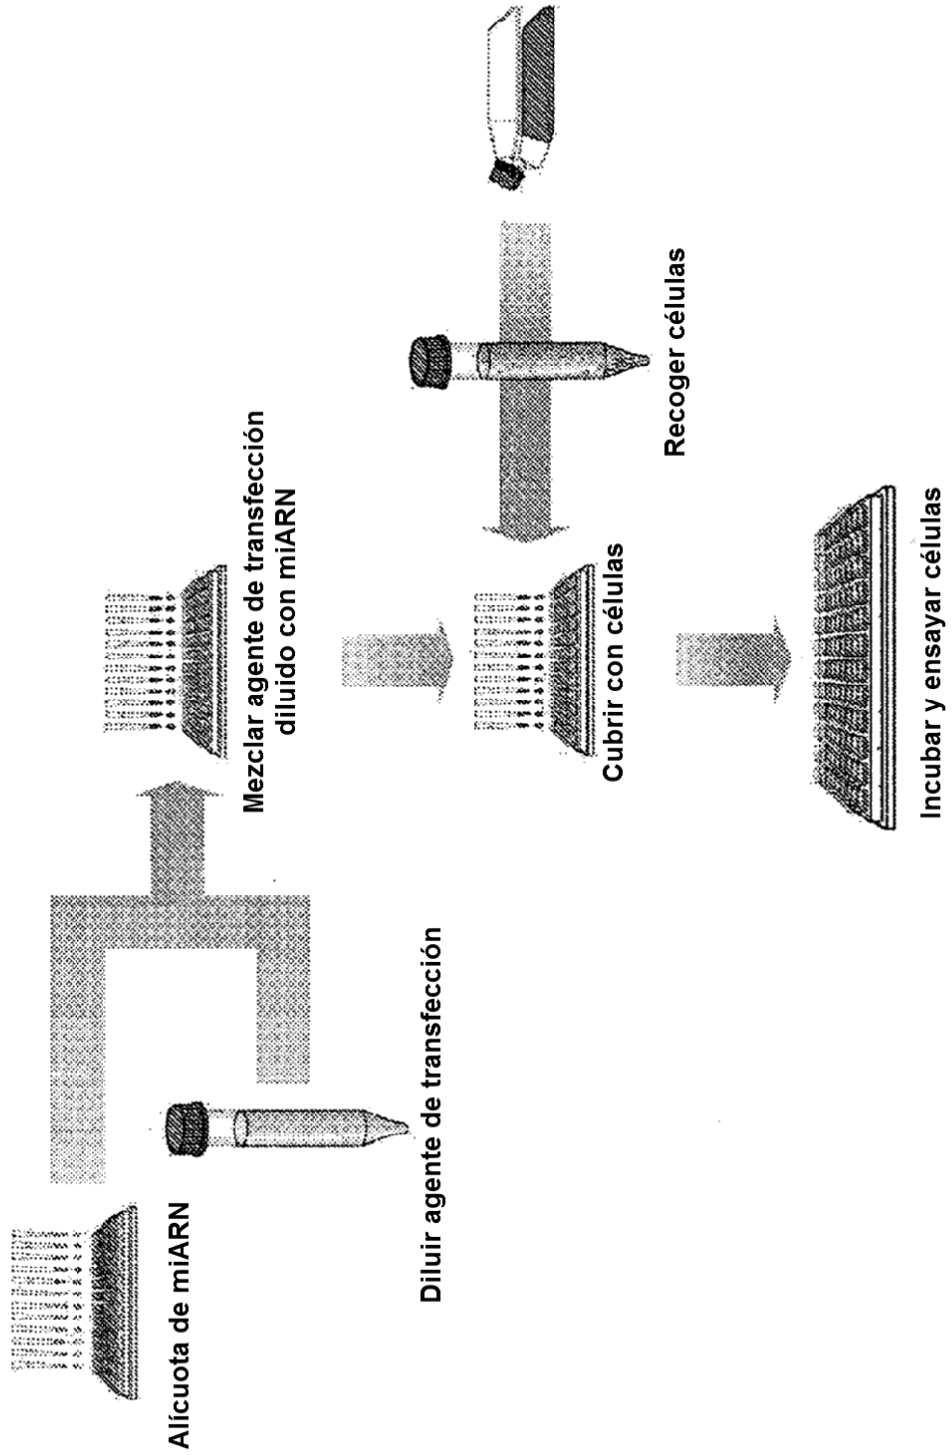 Alícuota de miARN
Diluir agente de transfección
Mezclar agente de transfección
diluido con miARN
Recoger células
Cubrir con células
Incubar y ensayar células